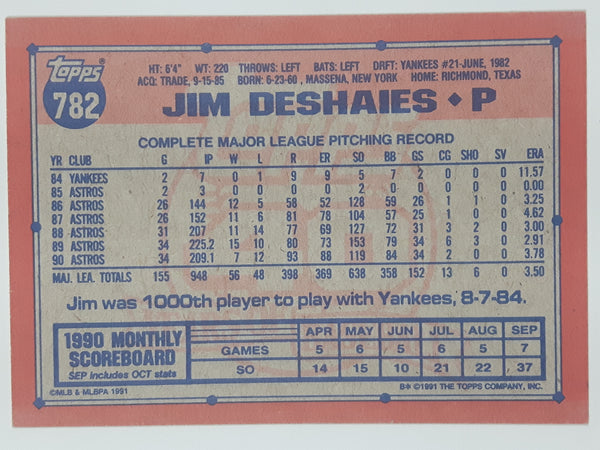 topps®
782
HT: 6'4" WT: 220 THROWS: LEFT BATS: LEFT DRFT: YANKEES #21-JUNE, 1982
ACQ: TRADE, 9-15-85 BORN: 6-23-60, MASSENA, NEW YORK HOME: RICHMOND, TEXAS
JIM DESHAIES ♦ P
COMPLETE MAJOR LEAGUE PITCHING RECORD
YR CLUB G IP W L R ER SO BB GS CG SHO SV ERA
84 YANKEES 2 7 0 1 9 9 5 7 2 0 0 0 11.57
85 ASTROS 2 3 0 0 0 0 2 0 0 0 0 0 0.00
86 ASTROS 26 144 12 5 58 52 128 59 26 1 1 0 3.25
87 ASTROS 26 152 11 6 81 78 104 57 25 1 0 0 4.62
88 ASTROS 31 207 11 14 77 69 127 72 31 3 2 0 3.00
89 ASTROS 34 225.2 15 10 80 73 153 79 34 6 3 0 2.91
90 ASTROS 34 209.1 7 12 93 88 119 84 34 2 0 0 3.78
MAJ. LEA. TOTALS 155 948 56 48 398 369 638 358 152 13 6 0 3.50
Jim was 1000th player to play with Yankees, 8-7-84.
1990 MONTHLY
SCOREBOARD
SEP includes OCT stats
APR MAY JUN JUL AUG SEP
GAMES 5 6 5 6 5 7
SO 14 15 10 21 22 37
©MLB & MLBPA 1991
B* ©1991 THE TOPPS COMPANY, INC.